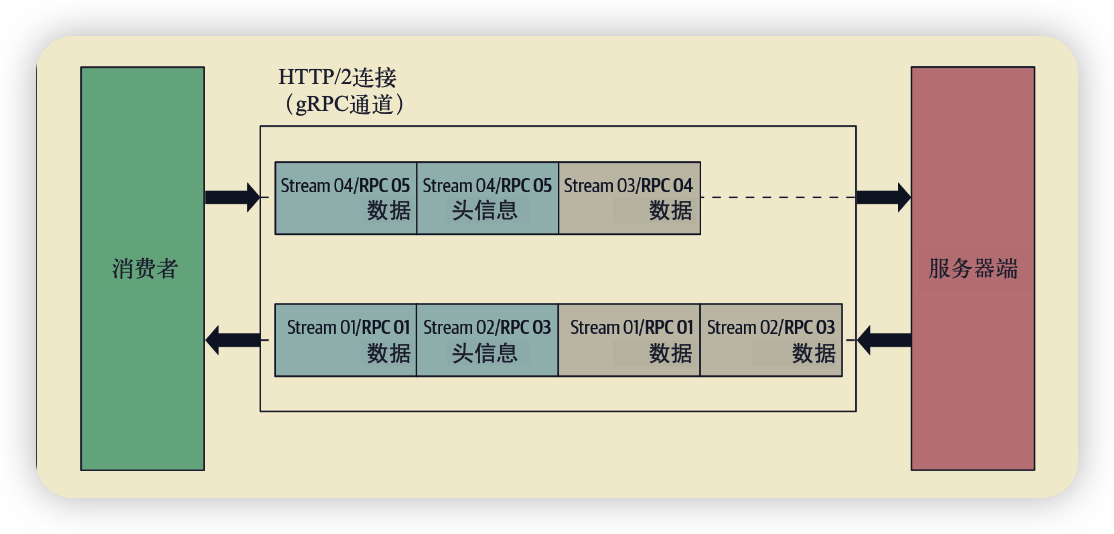 HTTP/2连接
（gRPC通道）
消费者
Stream 04/RPC 05
数据
Stream 04/RPC 05
头信息
Stream 03/RPC 04
数据
Stream 01/RPC 01
数据
Stream 02/RPC 03
头信息
Stream 01/RPC 01
数据
Stream 02/RPC 03
数据
服务器端